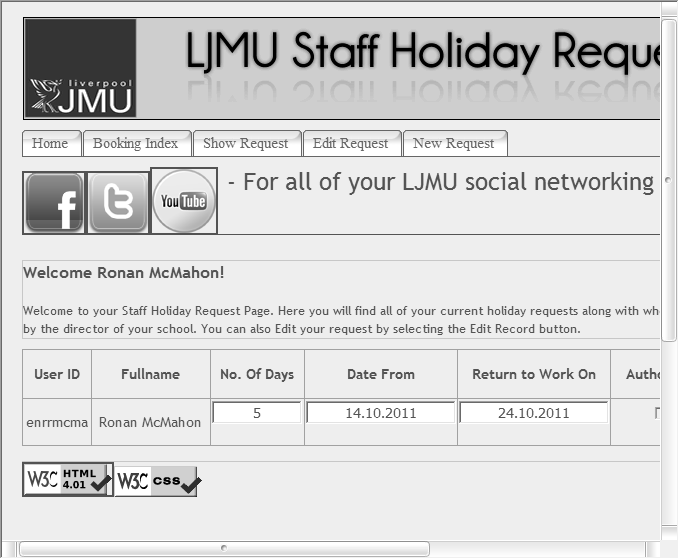 liverpool
JMU
LJMU Staff Holiday Reque
Home
Booking Index
Show Request
Edit Request
New Request
f
t
You Tube
- For all of your LJMU social networking
Welcome Ronan McMahon!
Welcome to your Staff Holiday Request Page. Here you will find all of your current holiday requests along with wh
by the director of your school. You can also Edit your request by selecting the Edit Record button.
User ID Fullname No. Of Days Date From Return to Work On Autho
enrrmcma Ronan McMahon 5 14.10.2011 24.10.2011
W3C HTML 4.01
W3C css